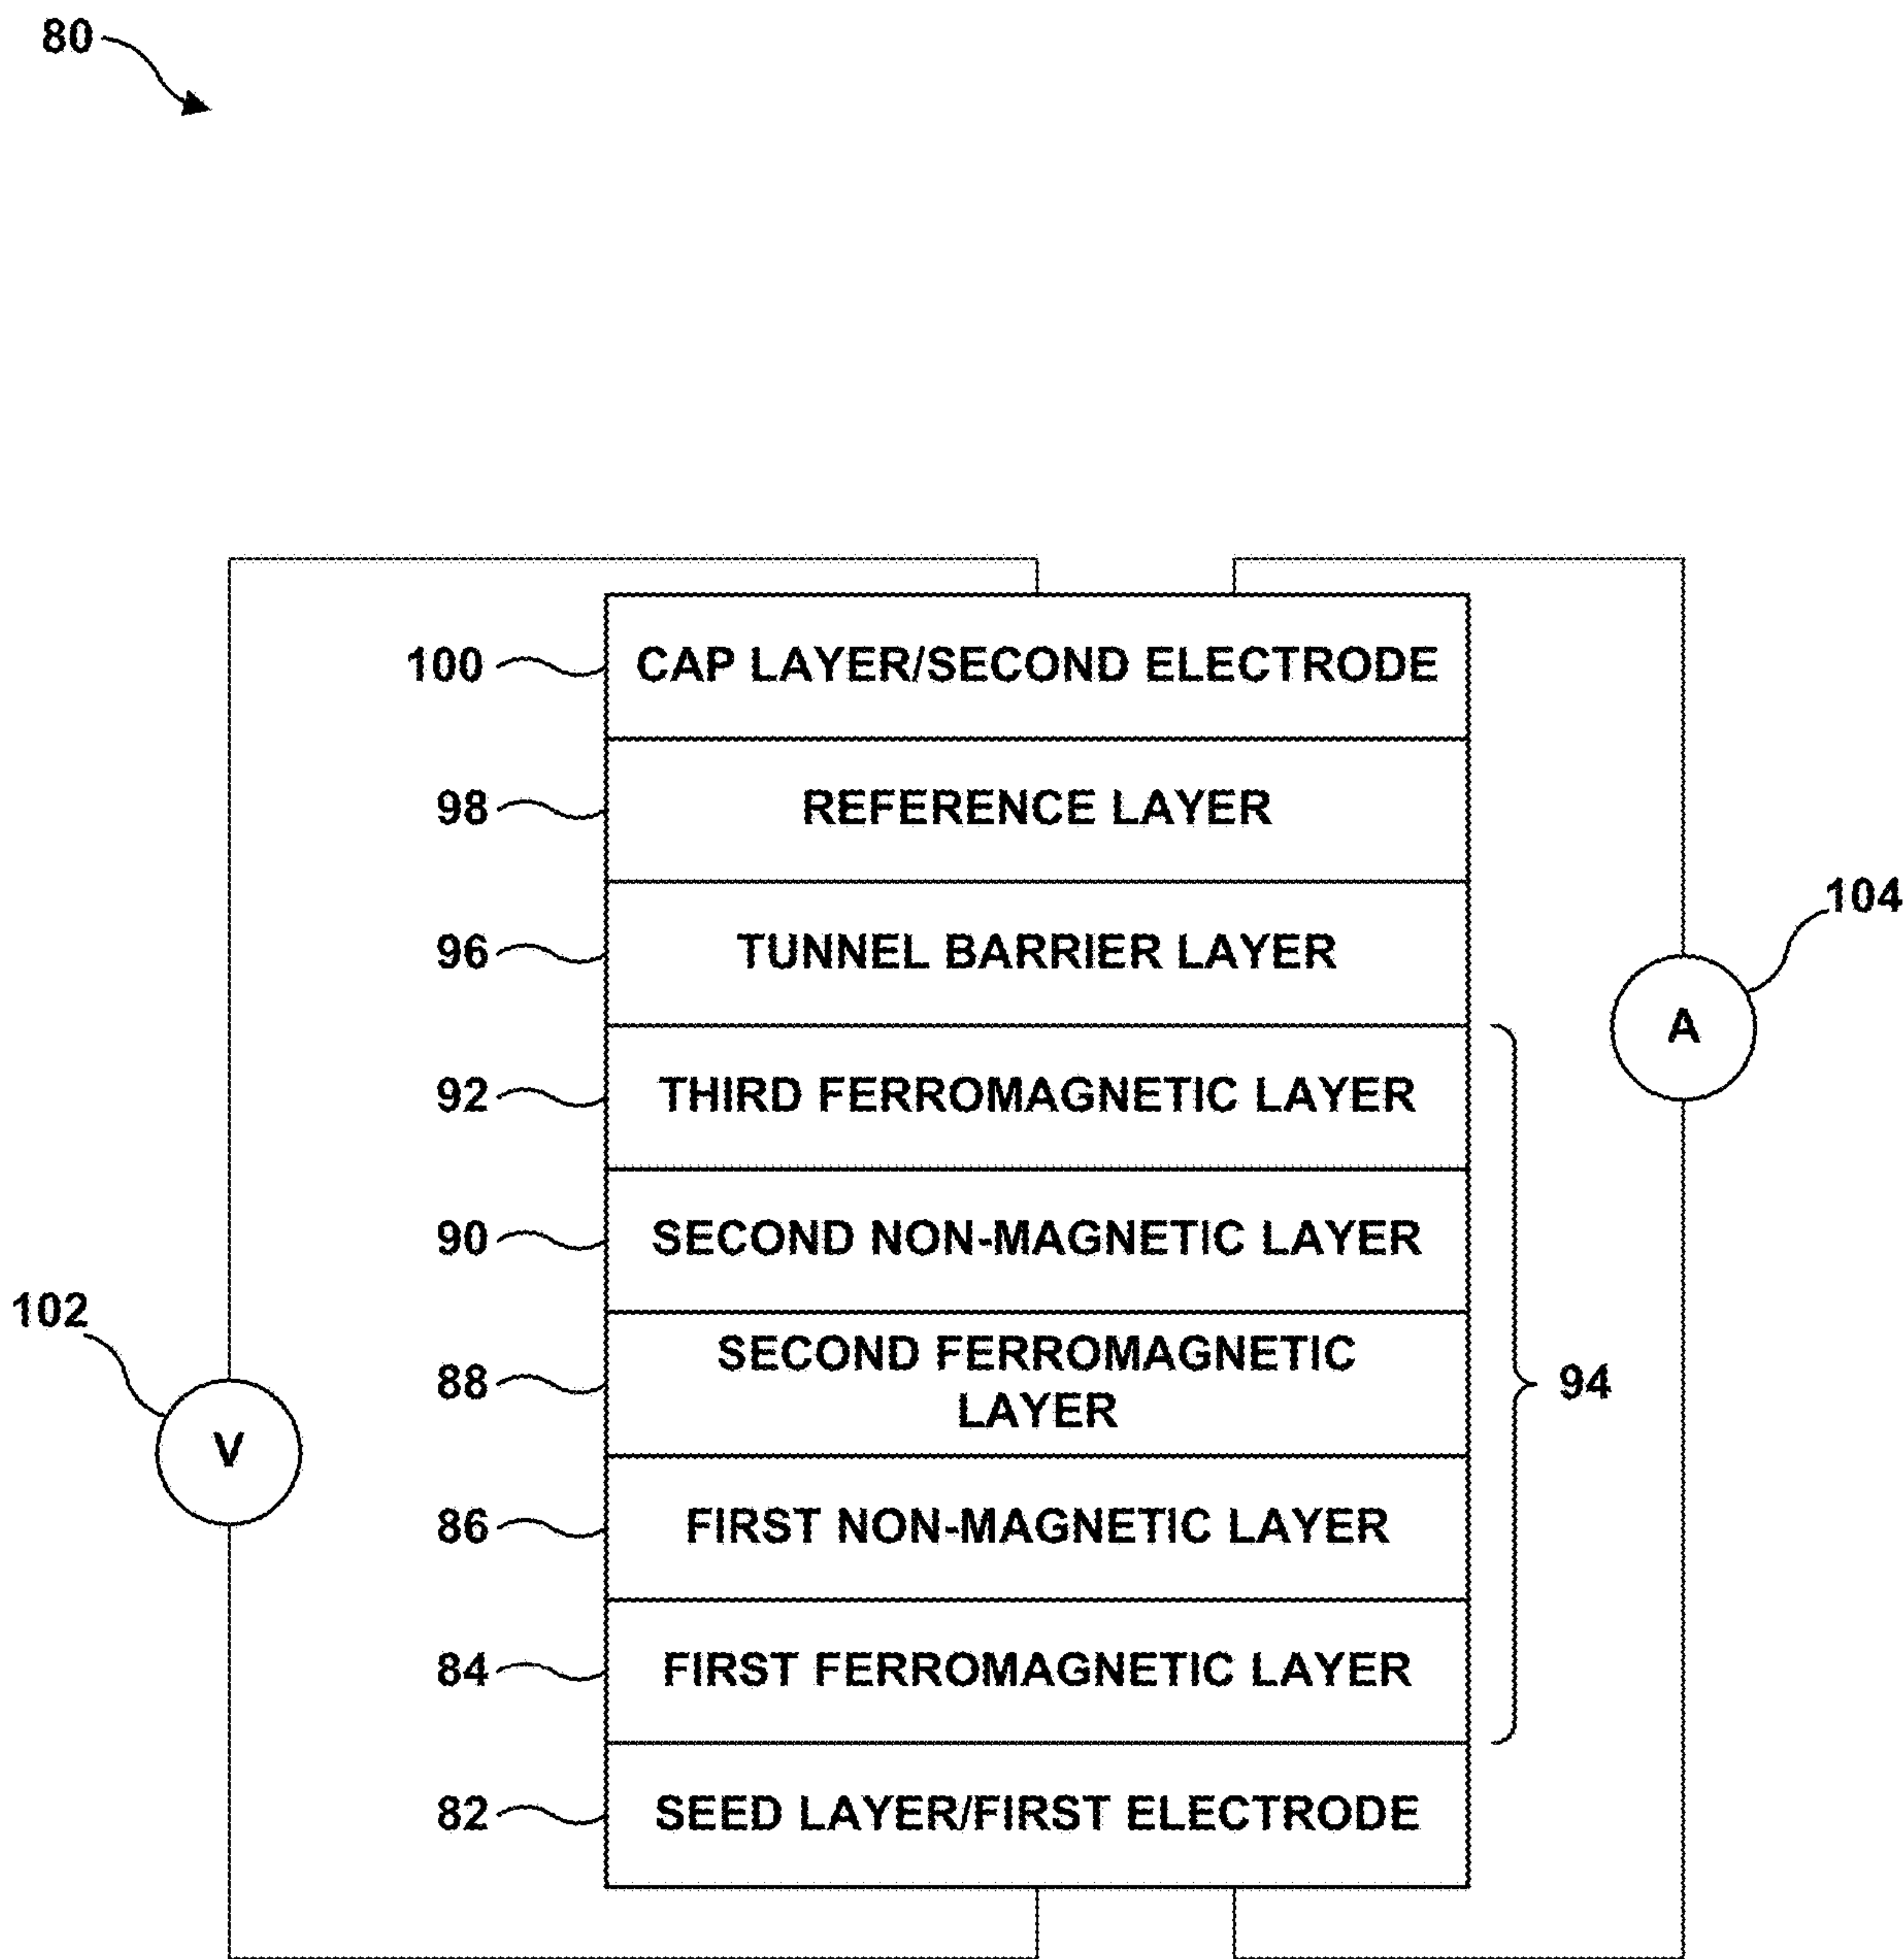 80
100 CAP LAYER/SECOND ELECTRODE
98 REFERENCE LAYER
96 TUNNEL BARRIER LAYER
104
A
92 THIRD FERROMAGNETIC LAYER
90 SECOND NON-MAGNETIC LAYER
102
88 SECOND FERROMAGNETIC
LAYER
94
V
86 FIRST NON-MAGNETIC LAYER
84 FIRST FERROMAGNETIC LAYER
82 SEED LAYER/FIRST ELECTRODE